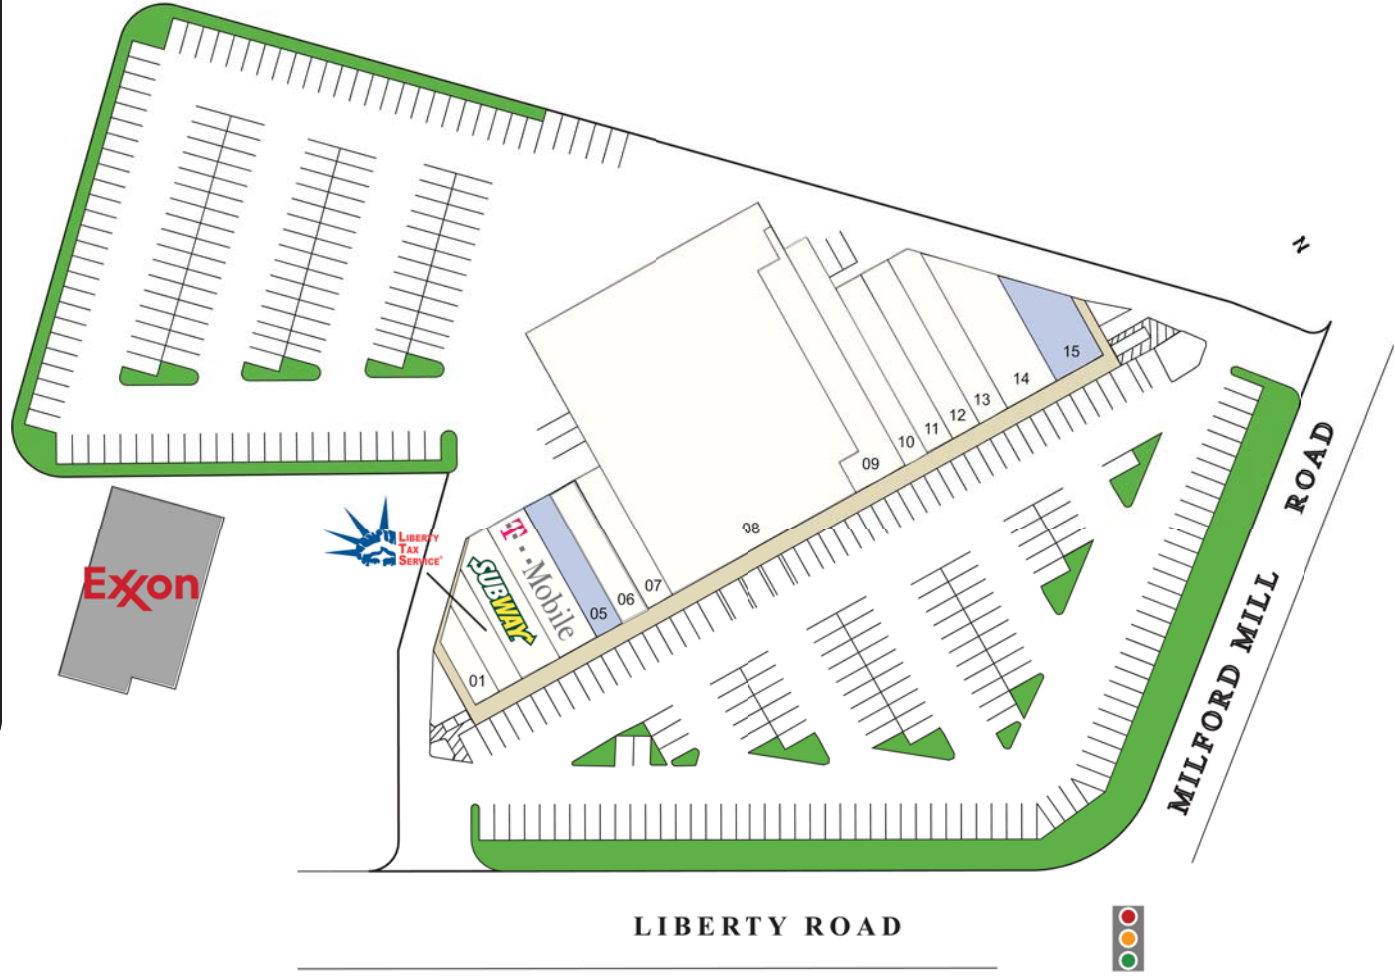 N
15
14
13
12
11
10
09
08
07
06
05
T
··Mobile
SUBWAY
LIBERTY
TAX
SERVICE
01
EXXON
MILFORD MILL ROAD
LIBERTY ROAD